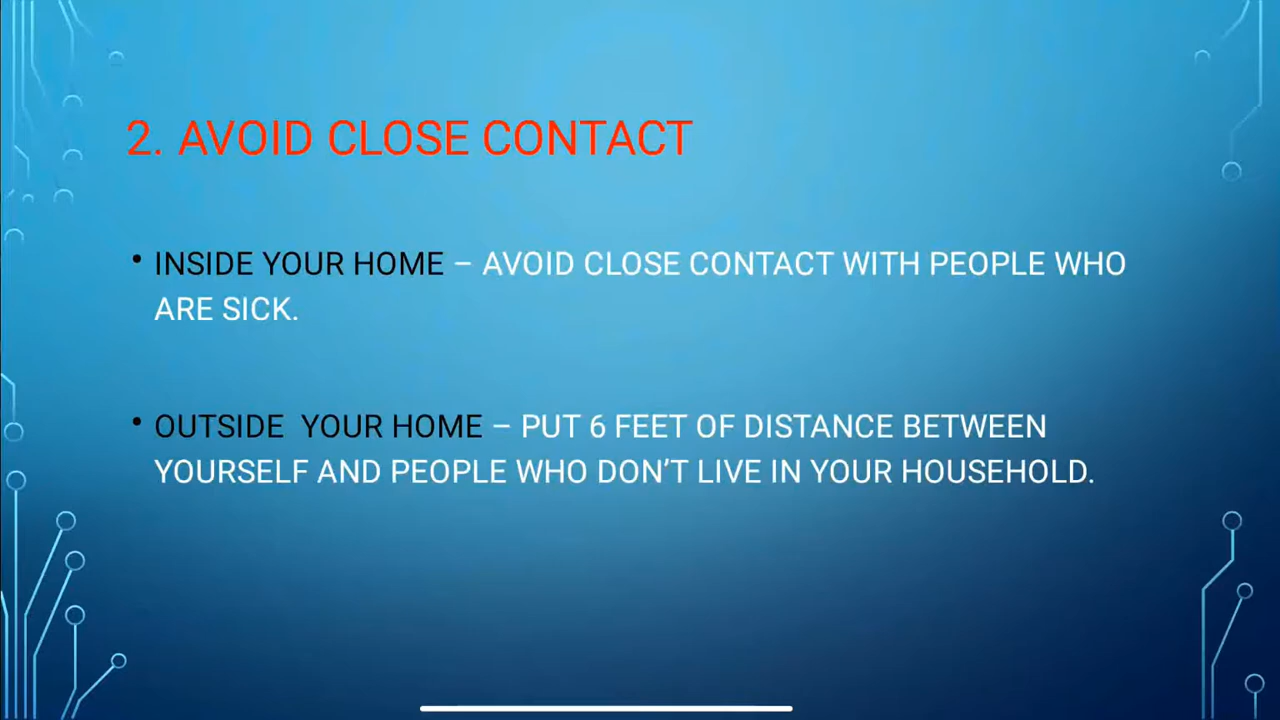 2. AVOID CLOSE CONTACT
• INSIDE YOUR HOME – AVOID CLOSE CONTACT WITH PEOPLE WHO
ARE SICK.
• OUTSIDE  YOUR HOME – PUT 6 FEET OF DISTANCE BETWEEN
YOURSELF AND PEOPLE WHO DON’T LIVE IN YOUR HOUSEHOLD.